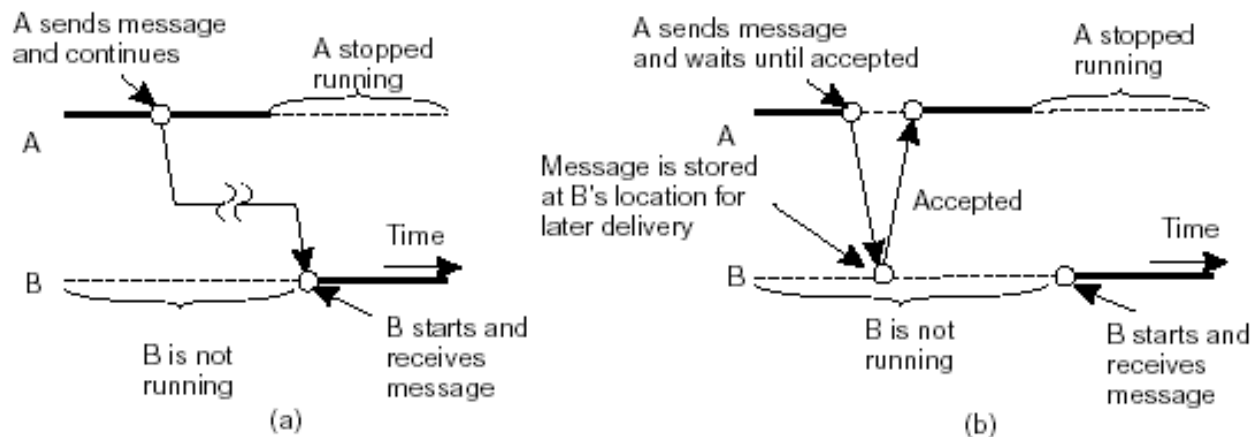 A sends message
and continues
A stopped
running
A
Time
B
B is not
running
B starts and
receives
message
(a)
A sends message
and waits until accepted
A stopped
running
A
Message is stored
at B's location for
later delivery
Accepted
Time
B
B is not
running
B starts and
receives
message
(b)